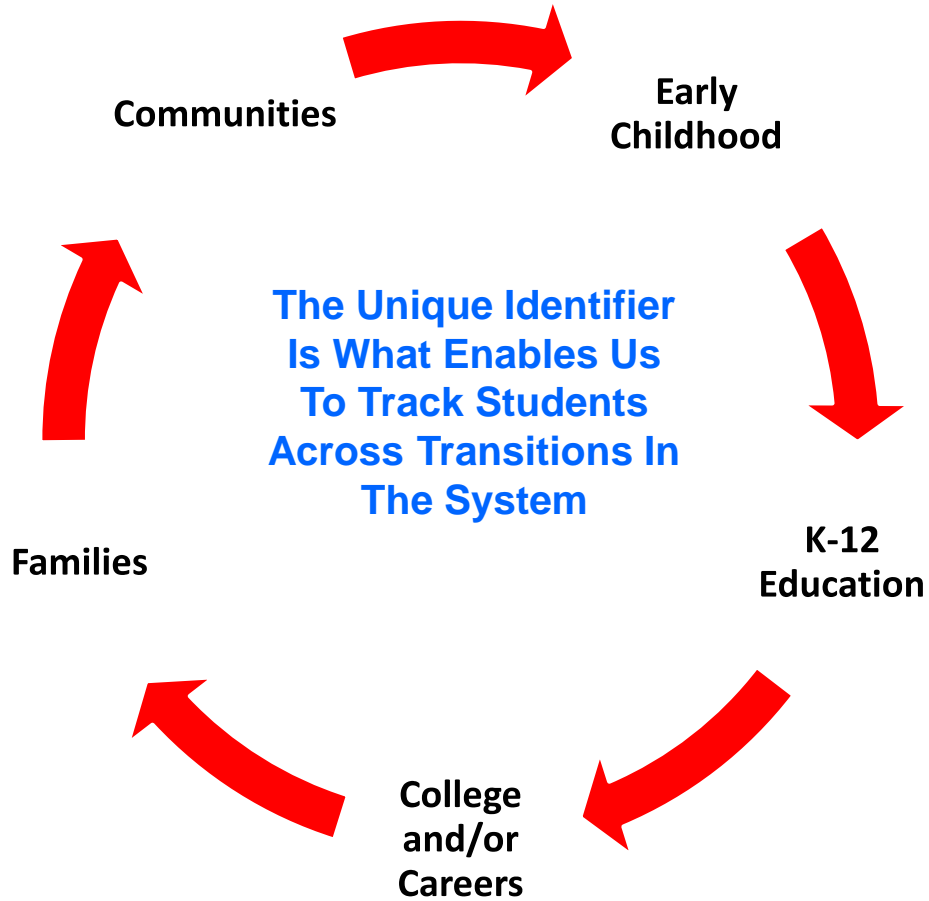 Communities
Early
Childhood
The Unique Identifier
Is What Enables Us
To Track Students
Across Transitions In
The System
Families
K-12
Education
College
and/or
Careers